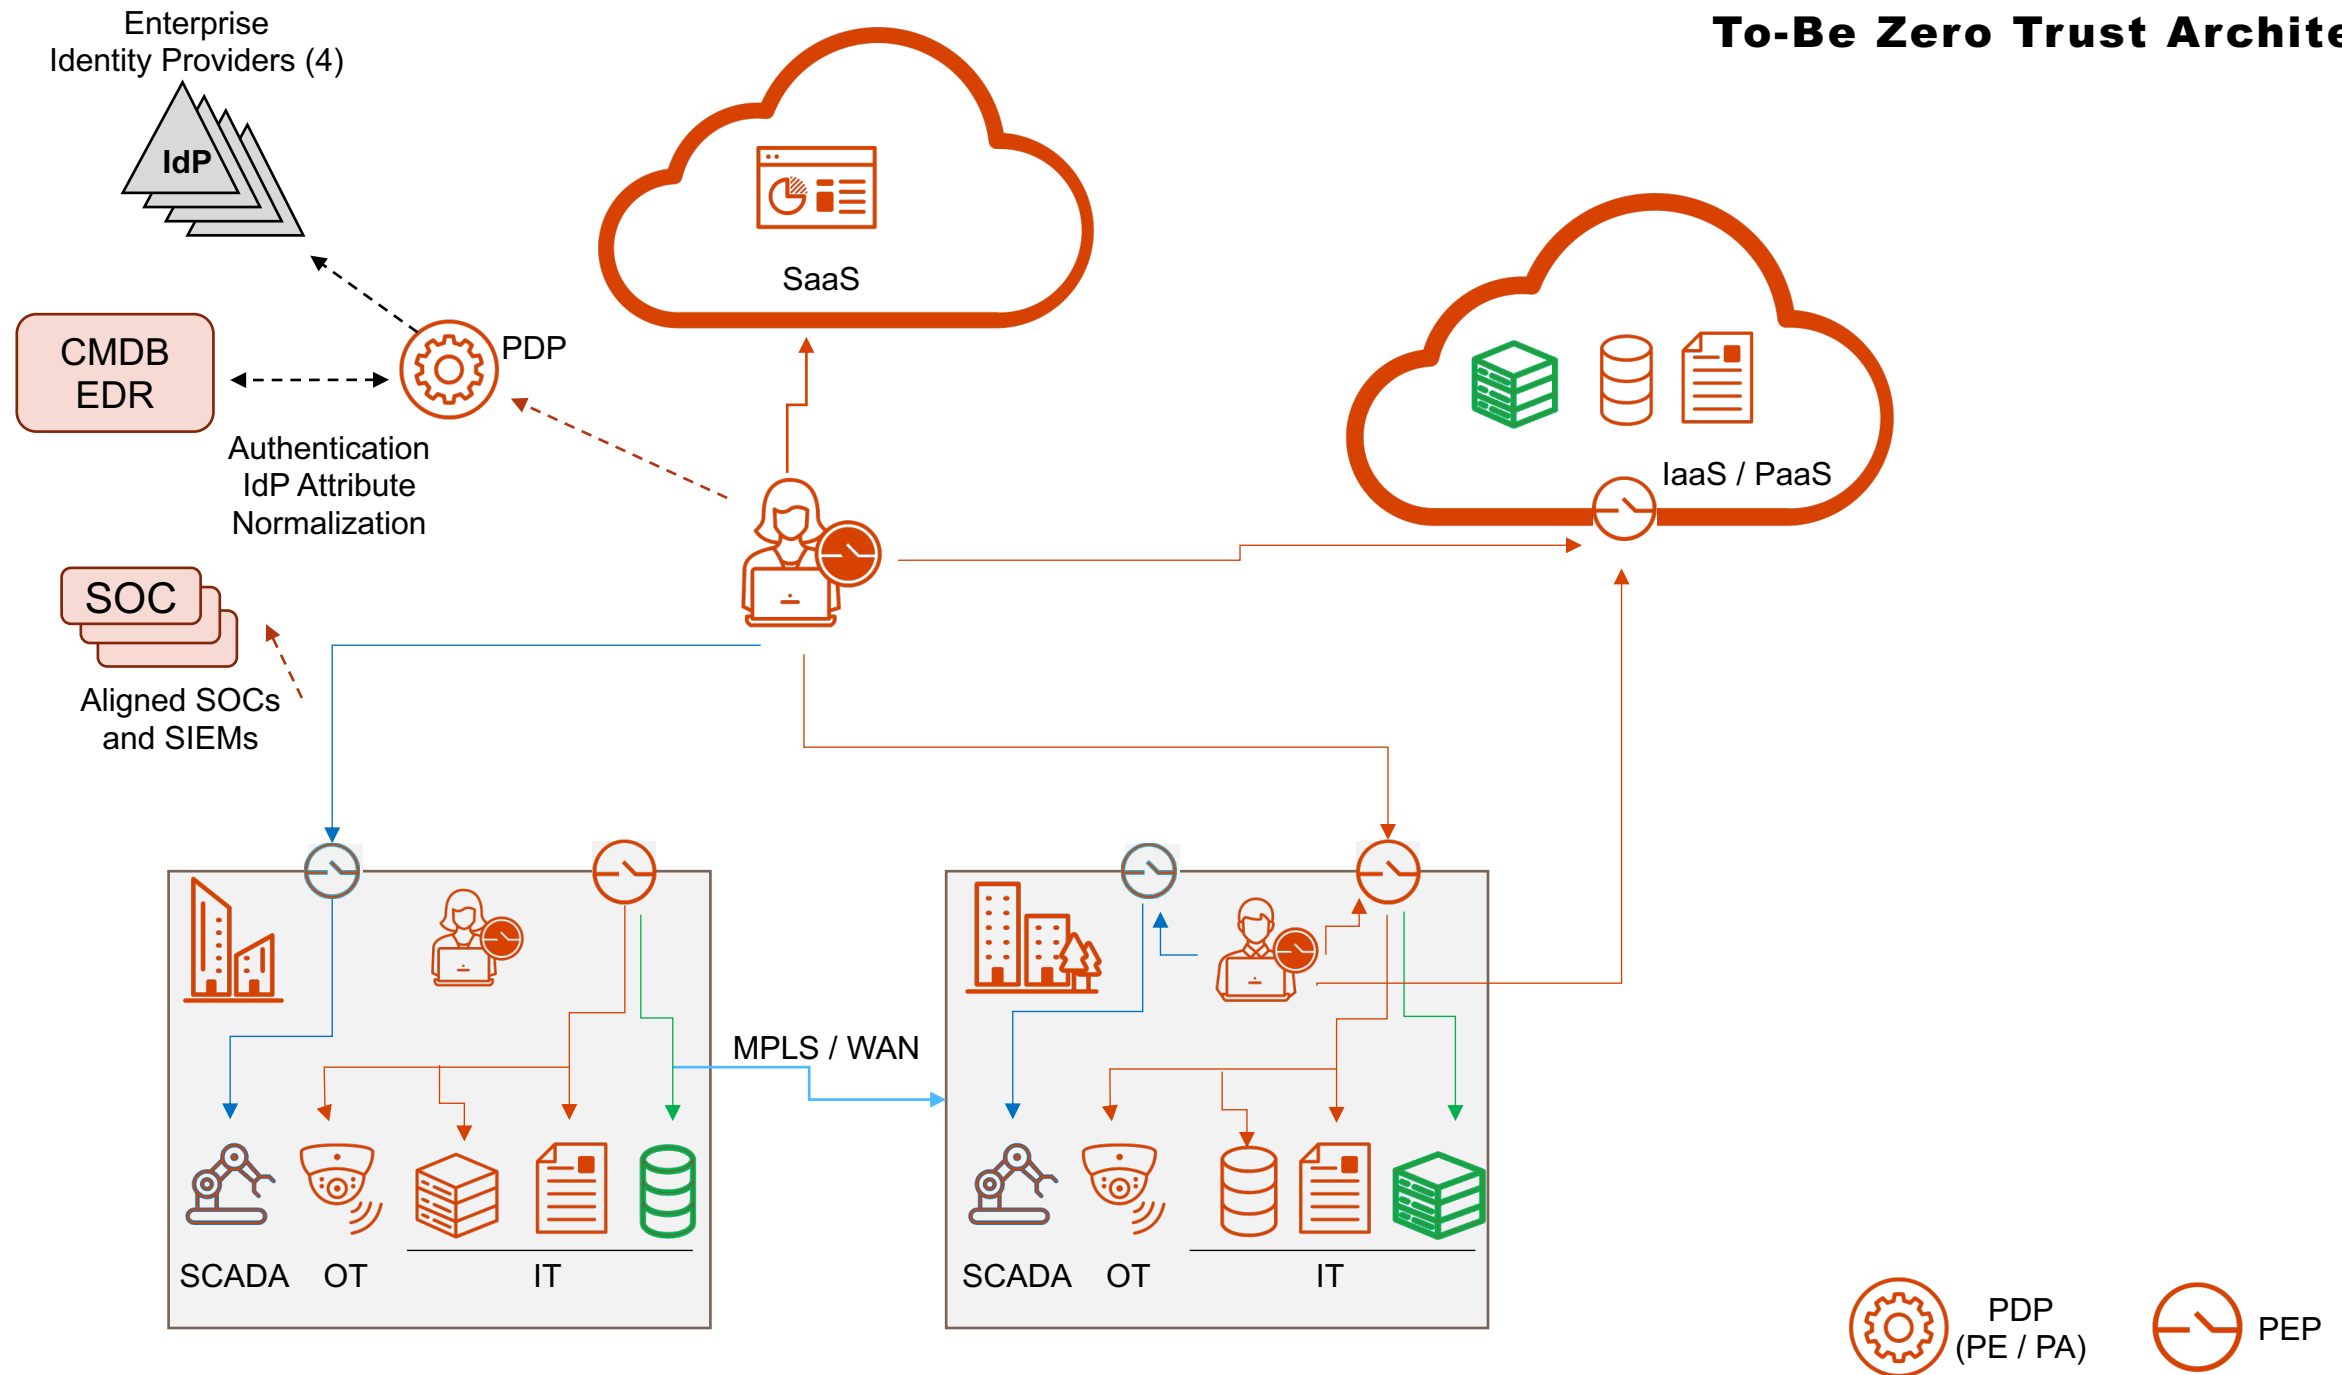 To-Be Zero Trust Archite
Enterprise
Identity Providers (4)
IdP
SaaS
CMDB
EDR
PDP
Authentication
IdP Attribute
Normalization
IaaS / PaaS
SOC
Aligned SOCs
and SIEMs
MPLS / WAN
SCADA OT IT
SCADA OT IT
PDP
(PE / PA)
PEP